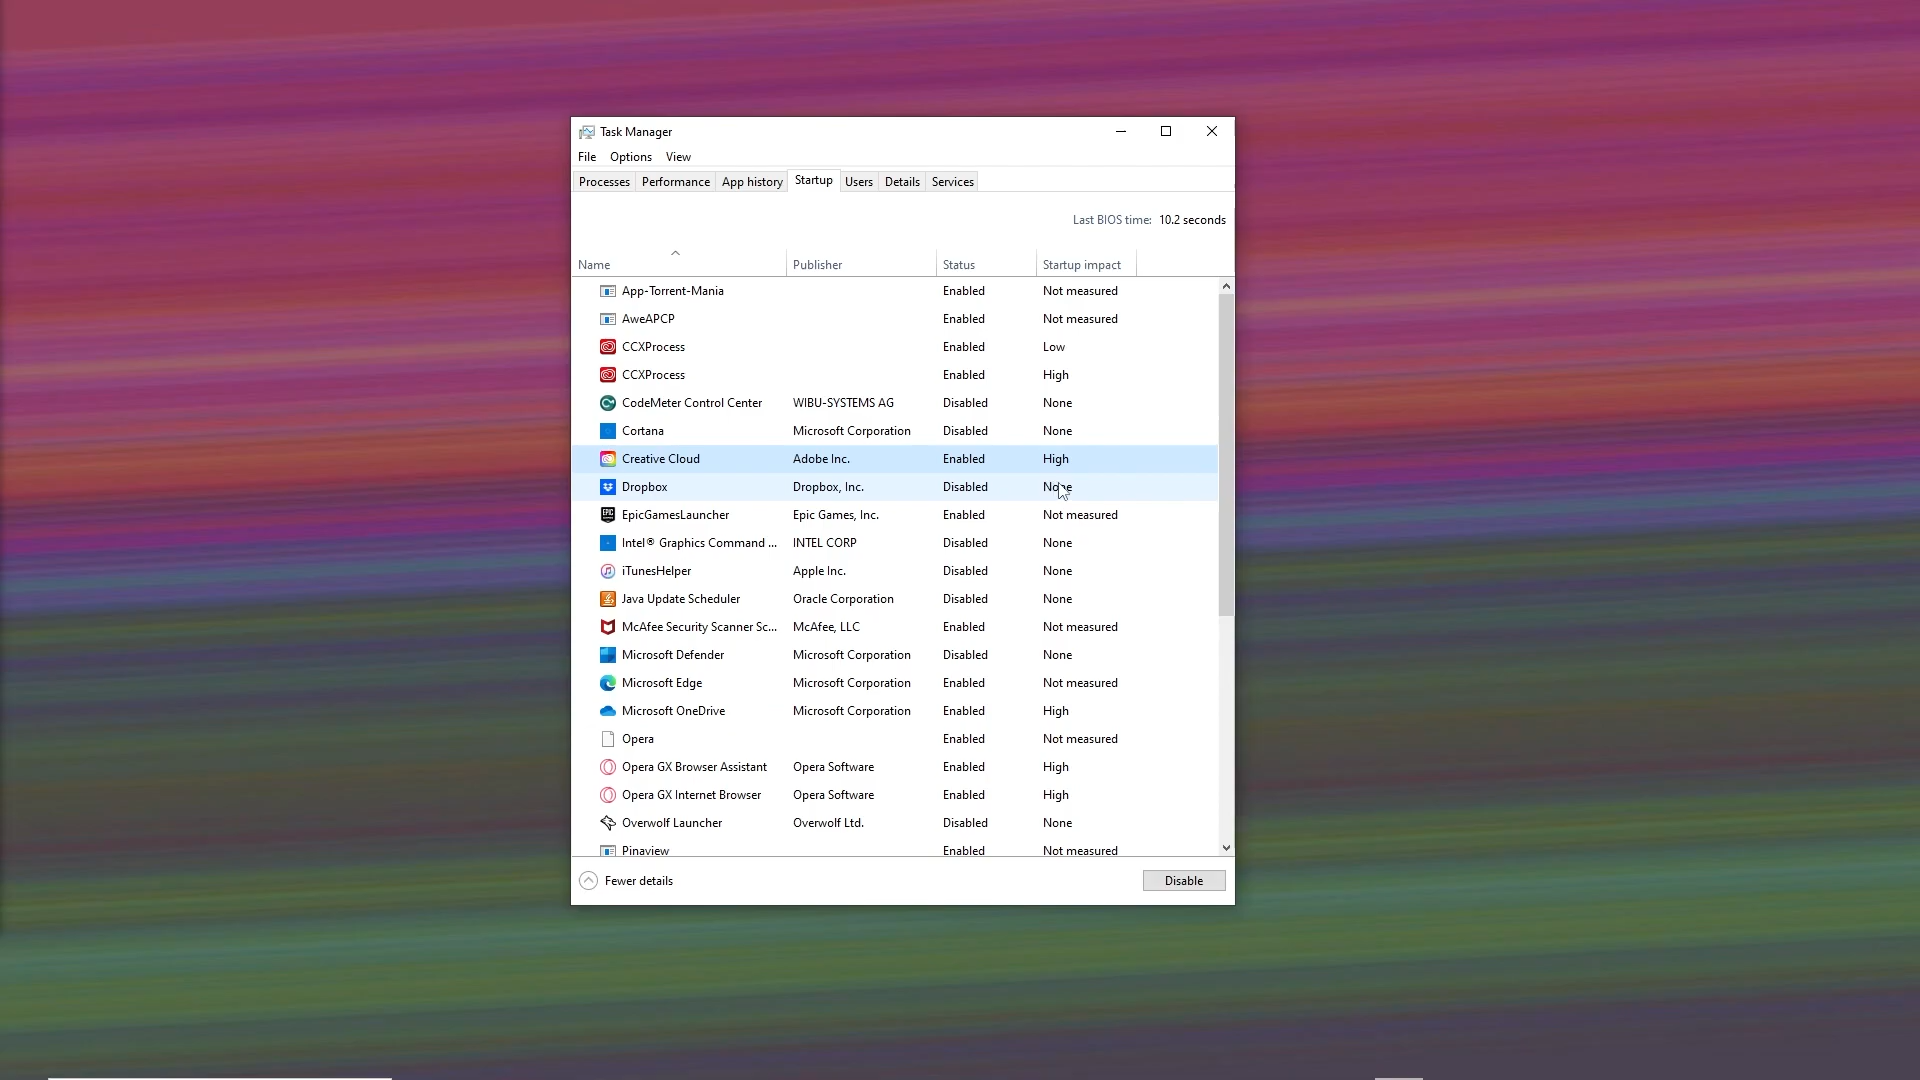 Task Manager
File Options View
Processes Performance App history Startup Users Details Services
Last BIOS time: 10.2 seconds
Name Publisher Status Startup impact
App-Torrent-Mania Enabled Not measured
AweAPCP Enabled Not measured
CCXProcess Enabled Low
CCXProcess Enabled High
CodeMeter Control Center WIBU-SYSTEMS AG Disabled None
Cortana Microsoft Corporation Disabled None
Creative Cloud Adobe Inc. Enabled High
Dropbox Dropbox, Inc. Disabled None
EpicGamesLauncher Epic Games, Inc. Enabled Not measured
Intel® Graphics Command ... INTEL CORP Disabled None
iTunesHelper Apple Inc. Disabled None
Java Update Scheduler Oracle Corporation Disabled None
McAfee Security Scanner Sc... McAfee, LLC Enabled Not measured
Microsoft Defender Microsoft Corporation Disabled None
Microsoft Edge Microsoft Corporation Enabled Not measured
Microsoft OneDrive Microsoft Corporation Enabled High
Opera Enabled Not measured
Opera GX Browser Assistant Opera Software Enabled High
Opera GX Internet Browser Opera Software Enabled High
Overwolf Launcher Overwolf Ltd. Disabled None
Pinaview Enabled Not measured
Fewer details Disable